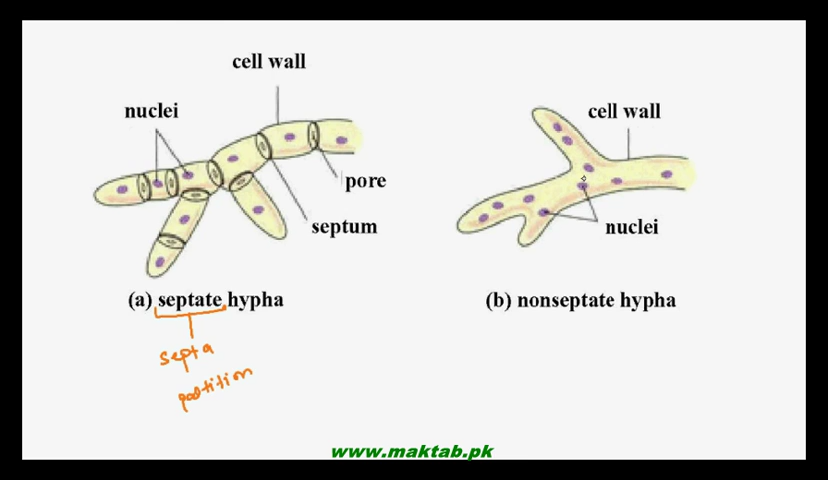 cell wall
nuclei
pore
septum
(a) septate hypha
septa
partition
cell wall
nuclei
(b) nonseptate hypha
www.maktab.pk